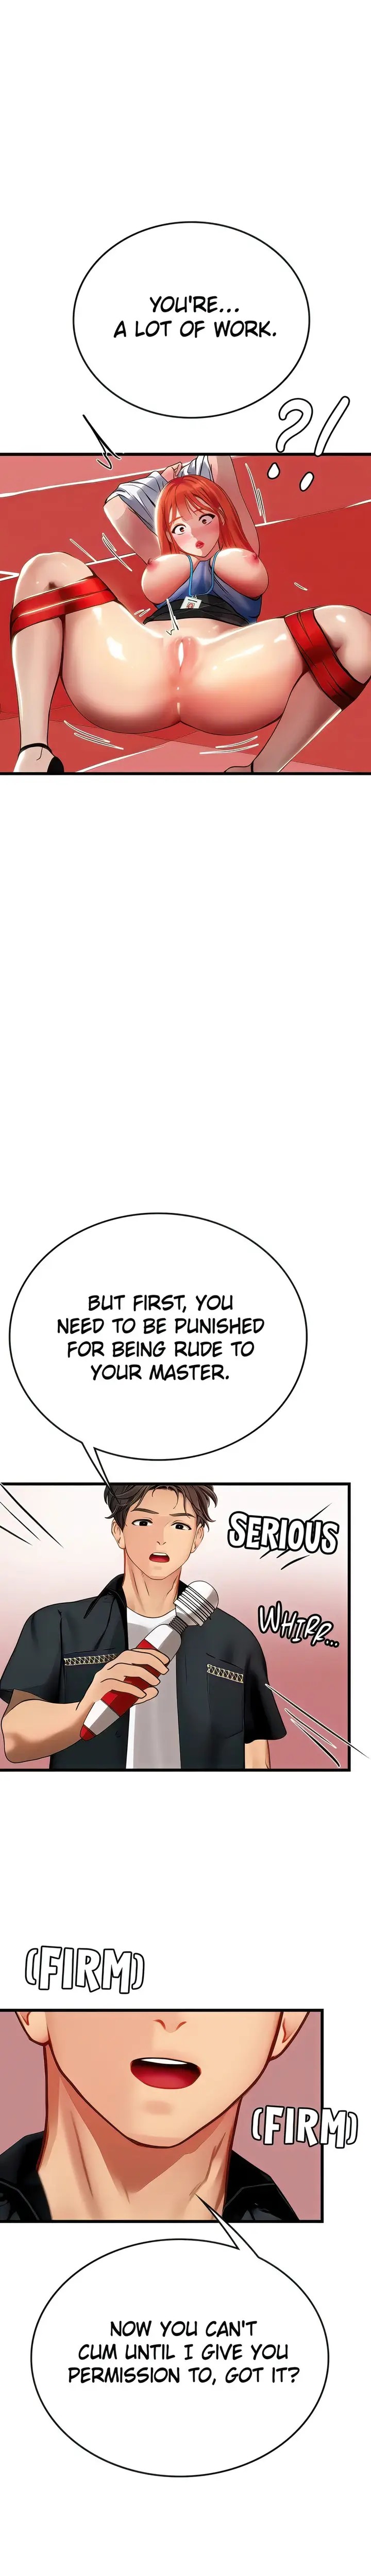 YOU'RE...
A LOT OF WORK.
?!
BUT FIRST, YOU
NEED TO BE PUNISHED
FOR BEING RUDE TO
YOUR MASTER.
SERIOUS
WHIRR...
(FIRM)
(FIRM)
NOW YOU CAN'T
CUM UNTIL I GIVE YOU
PERMISSION TO, GOT IT?